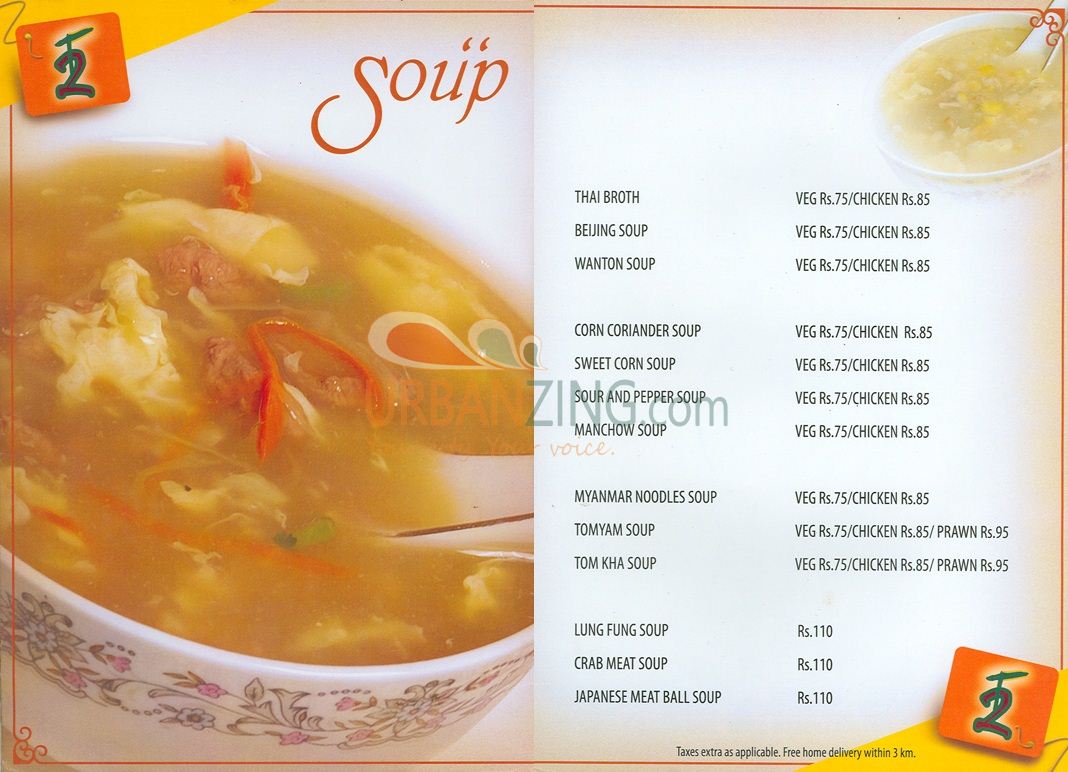 Soup
THAI BROTH VEG Rs.75/CHICKEN Rs.85
BEIJING SOUP VEG Rs.75/CHICKEN Rs.85
WANTON SOUP VEG Rs.75/CHICKEN Rs.85
CORN CORIANDER SOUP VEG Rs.75/CHICKEN Rs.85
SWEET CORN SOUP VEG Rs.75/CHICKEN Rs.85
SOUR AND PEPPER SOUP VEG Rs.75/CHICKEN Rs.85
URBANZING.com
MANCHOW SOUP VEG Rs.75/CHICKEN Rs.85
your voice.
MYANMAR NOODLES SOUP VEG Rs.75/CHICKEN Rs.85
TOMYAM SOUP VEG Rs.75/CHICKEN Rs.85/ PRAWN Rs.95
TOM KHA SOUP VEG Rs.75/CHICKEN Rs.85/ PRAWN Rs.95
LUNG FUNG SOUP Rs.110
CRAB MEAT SOUP Rs.110
JAPANESE MEAT BALL SOUP Rs.110
Taxes extra as applicable. Free home delivery within 3 km.